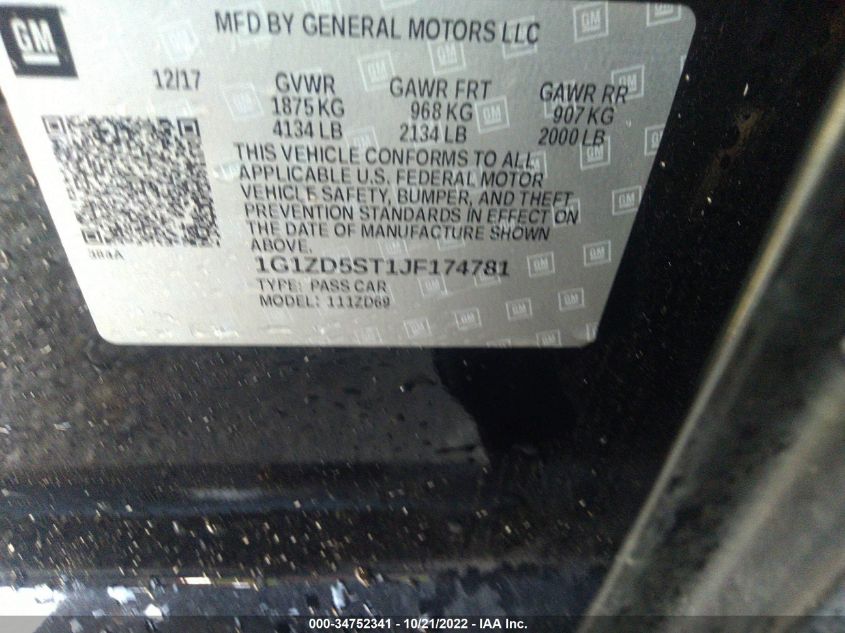 GM
MFD BY GENERAL MOTORS LLC
12/17 GVWR GAWR FRT GAWR RR
1875 KG 968 KG 907 KG
4134 LB 2134 LB 2000 LB
THIS VEHICLE CONFORMS TO ALL
APPLICABLE U.S. FEDERAL MOTOR
VEHICLE SAFETY, BUMPER, AND THEFT
PREVENTION STANDARDS IN EFFECT ON
THE DATE OF MANUFACTURE SHOWN
ABOVE.
1G1ZD5ST1JF174781
TYPE: PASS CAR
MODEL: 111ZD69
000-34752341 - 10/21/2022 - IAA Inc.